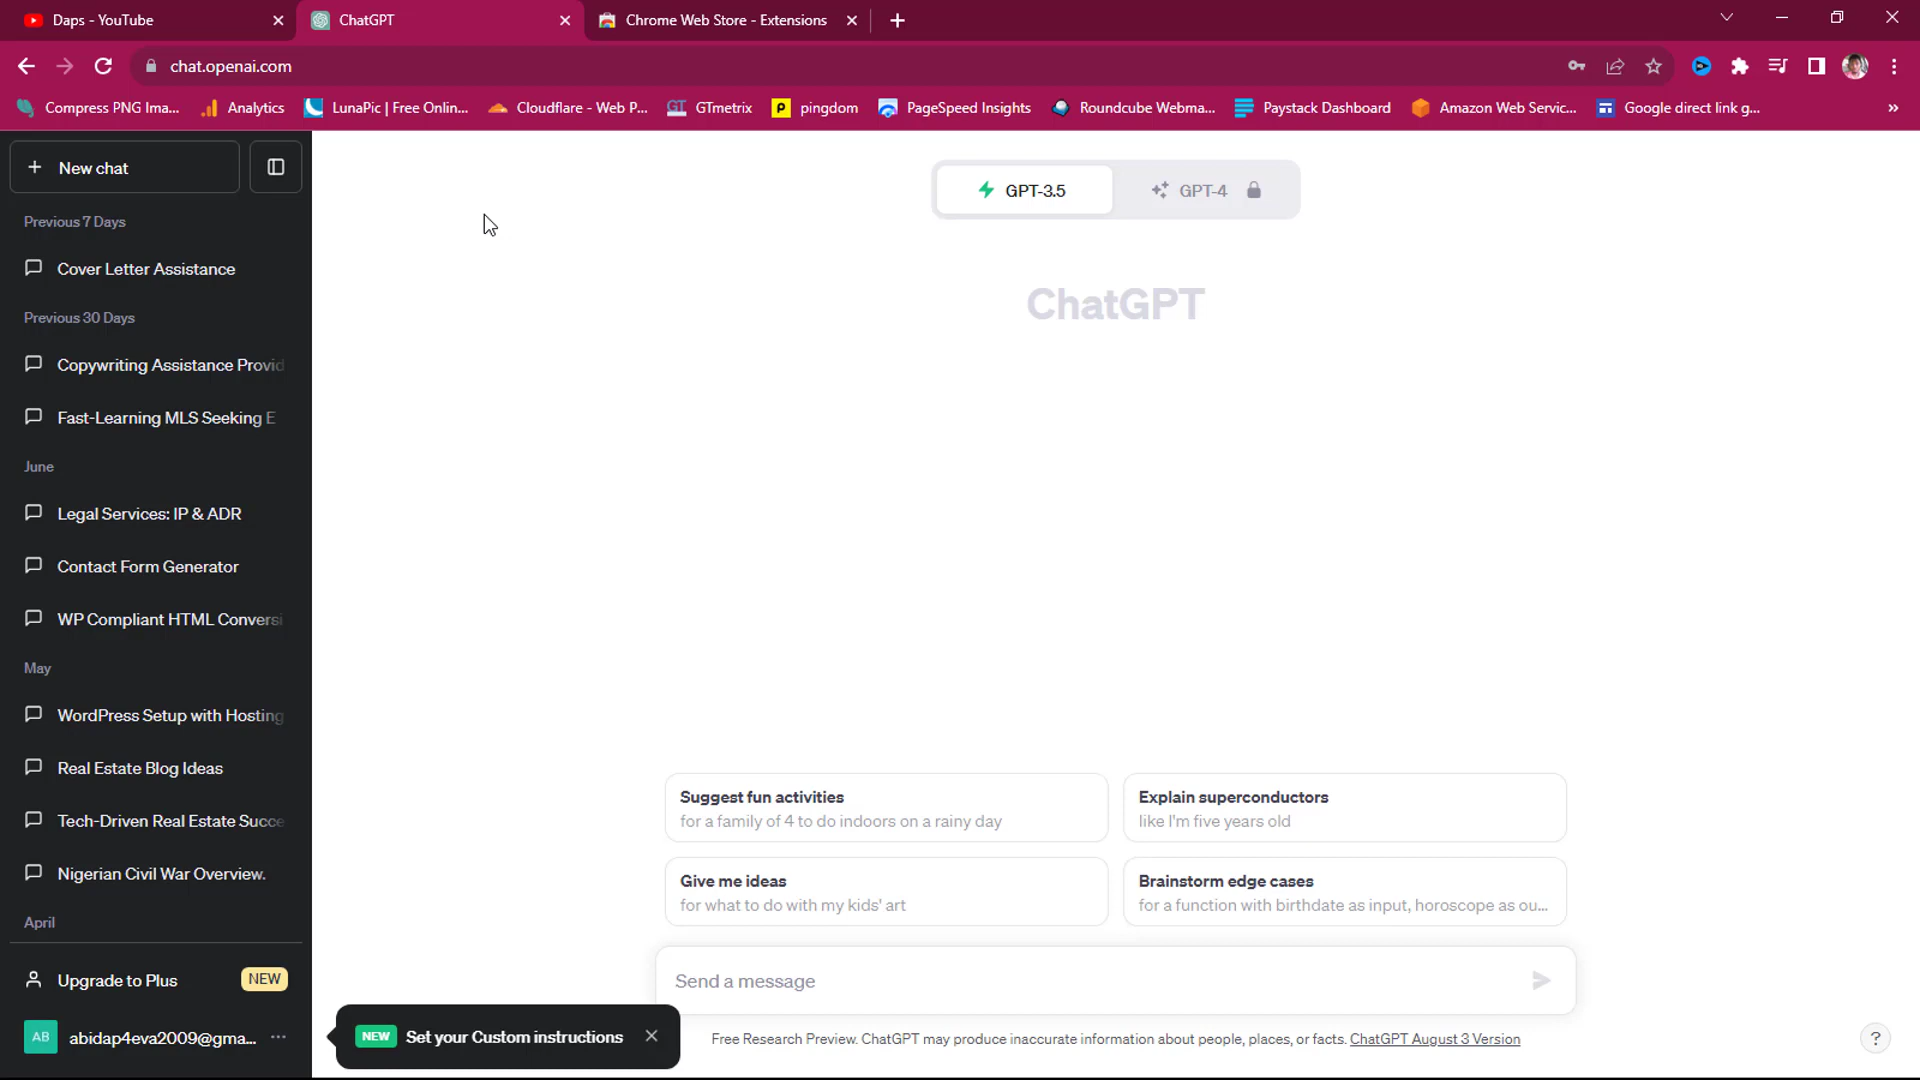 Daps - YouTube
ChatGPT
Chrome Web Store - Extensions
chat.openai.com
Compress PNG Ima...
Analytics
LunaPic | Free Onlin...
Cloudflare - Web P...
GT
GTmetrix
p
pingdom
PageSpeed Insights
Roundcube Webma...
Paystack Dashboard
Amazon Web Servic...
Google direct link g...
New chat
Previous 7 Days
Cover Letter Assistance
Previous 30 Days
Copywriting Assistance Provid
Fast-Learning MLS Seeking E
June
Legal Services: IP & ADR
Contact Form Generator
WP Compliant HTML Conversi
May
WordPress Setup with Hosting
Real Estate Blog Ideas
Tech-Driven Real Estate Succe
Nigerian Civil War Overview.
April
Upgrade to Plus
NEW
AB
abidap4eva2009@gma...
GPT-3.5
GPT-4
ChatGPT
Suggest fun activities
for a family of 4 to do indoors on a rainy day
Explain superconductors
like I'm five years old
Give me ideas
for what to do with my kids' art
Brainstorm edge cases
for a function with birthdate as input, horoscope as ou...
Send a message
NEW Set your Custom instructions
Free Research Preview. ChatGPT may produce inaccurate information about people, places, or facts. ChatGPT August 3 Version
?